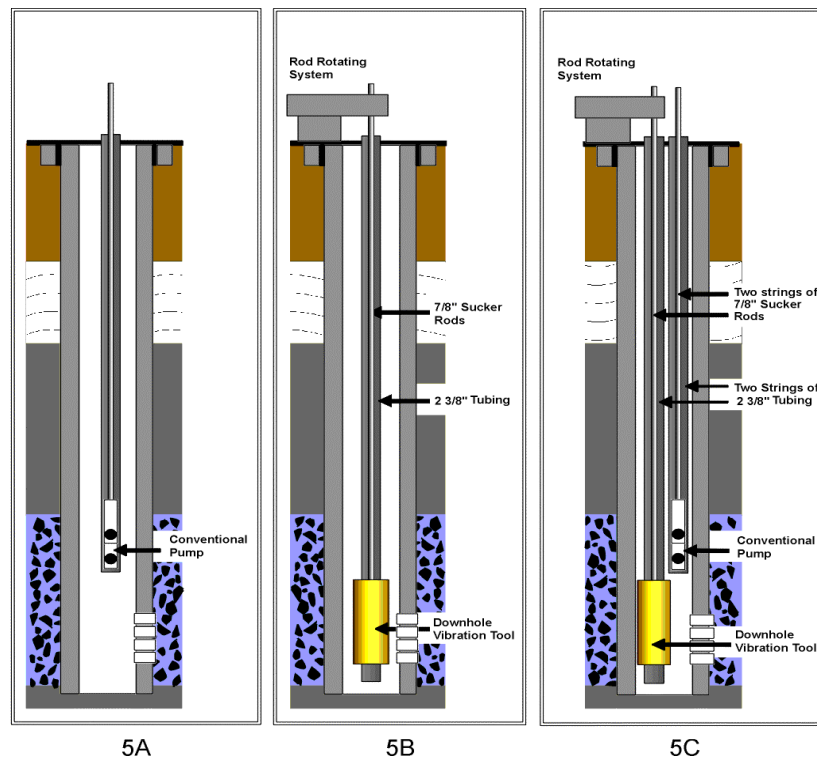 Conventional
Pump
5A
Rod Rotating
System
7/8" Sucker
Rods
2 3/8" Tubing
Downhole
Vibration Tool
5B
Rod Rotating
System
Two strings of
7/8" Sucker
Rods
Two Strings of
2 3/8" Tubing
Conventional
Pump
Downhole
Vibration Tool
5C